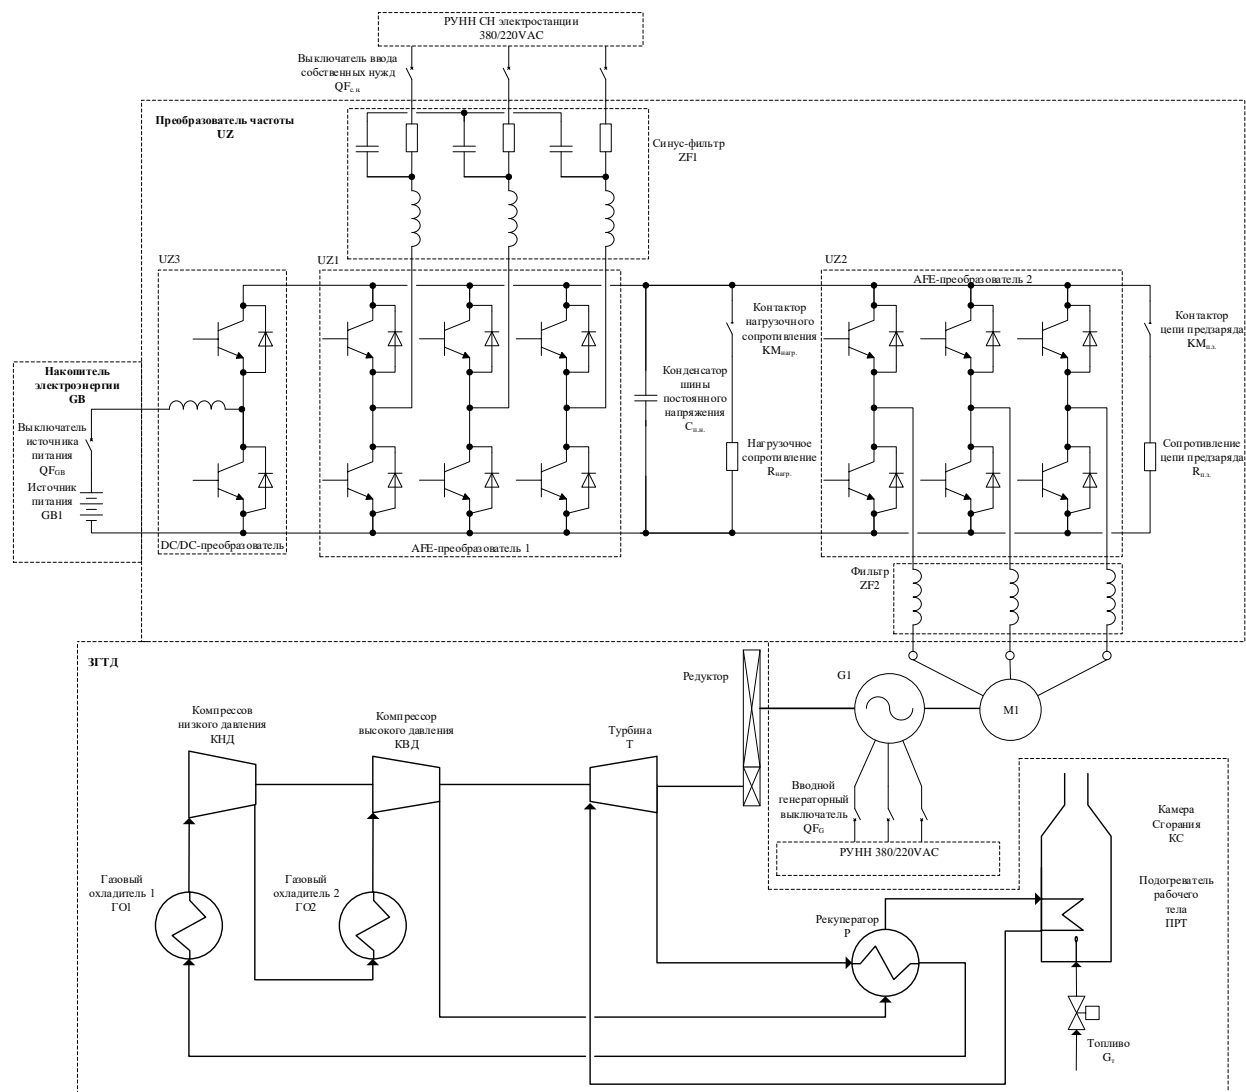 РУНН СН электростанции
380/220VAC
Выключатель ввода
собственных нужд
QFс.н
Преобразователь частоты
UZ
Синус-фильтр
ZF1
UZ3
UZ1
UZ2
AFE-преобразователь 2
Контактор
нагрузочного
сопротивления
KMнагр.
Контактор
цепи предзаряда
KMп.з.
Накопитель
электроэнергии
GB
Конденсатор
шины
постоянного
напряжения
Cп.н.
Выключатель
источника
питания
QFGB
Источник
питания
GB1
Нагрузочное
сопротивление
Rнагр.
Сопротивление
цепи предзаряда
Rп.з.
DC/DC-преобразователь
AFE-преобразователь 1
Фильтр
ZF2
ЗГТД
Редуктор
G1
M1
Компрессов
низкого давления
КНД
Компрессор
высокого давления
КВД
Турбина
Т
Вводной
генераторный
выключатель
QFG
РУНН 380/220VAC
Камера
Сгорания
КС
Газовый
охладитель 1
ГО1
Газовый
охладитель 2
ГО2
Подогреватель
рабочего
тела
ПРТ
Рекуператор
Р
Топливо
Gт